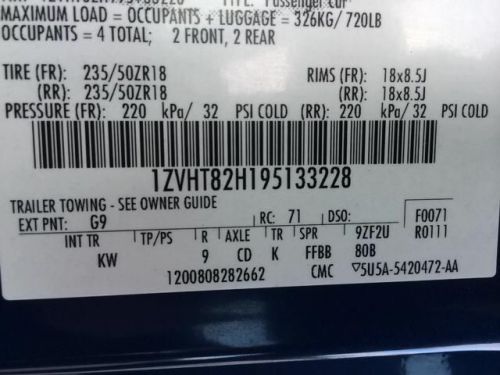 TYPE: Passenger Car
MAXIMUM LOAD = OCCUPANTS + LUGGAGE = 326KG/ 720LB
OCCUPANTS = 4 TOTAL; 2 FRONT, 2 REAR
TIRE (FR): 235/50ZR18 RIMS (FR): 18x8.5J
(RR): 235/50ZR18 (RR): 18x8.5J
PRESSURE (FR): 220 kPa/ 32 PSI COLD (RR): 220 kPa/ 32 PSI COLD
1ZVHT82H195133228
TRAILER TOWING - SEE OWNER GUIDE
EXT PNT: G9 RC: 71 DSO: F0071
INT TR TP/PS R AXLE TR SPR 9ZF2U R0111
KW 9 CD K FFBB 80B
1200808282662 CMC ▽5U5A-5420472-AA